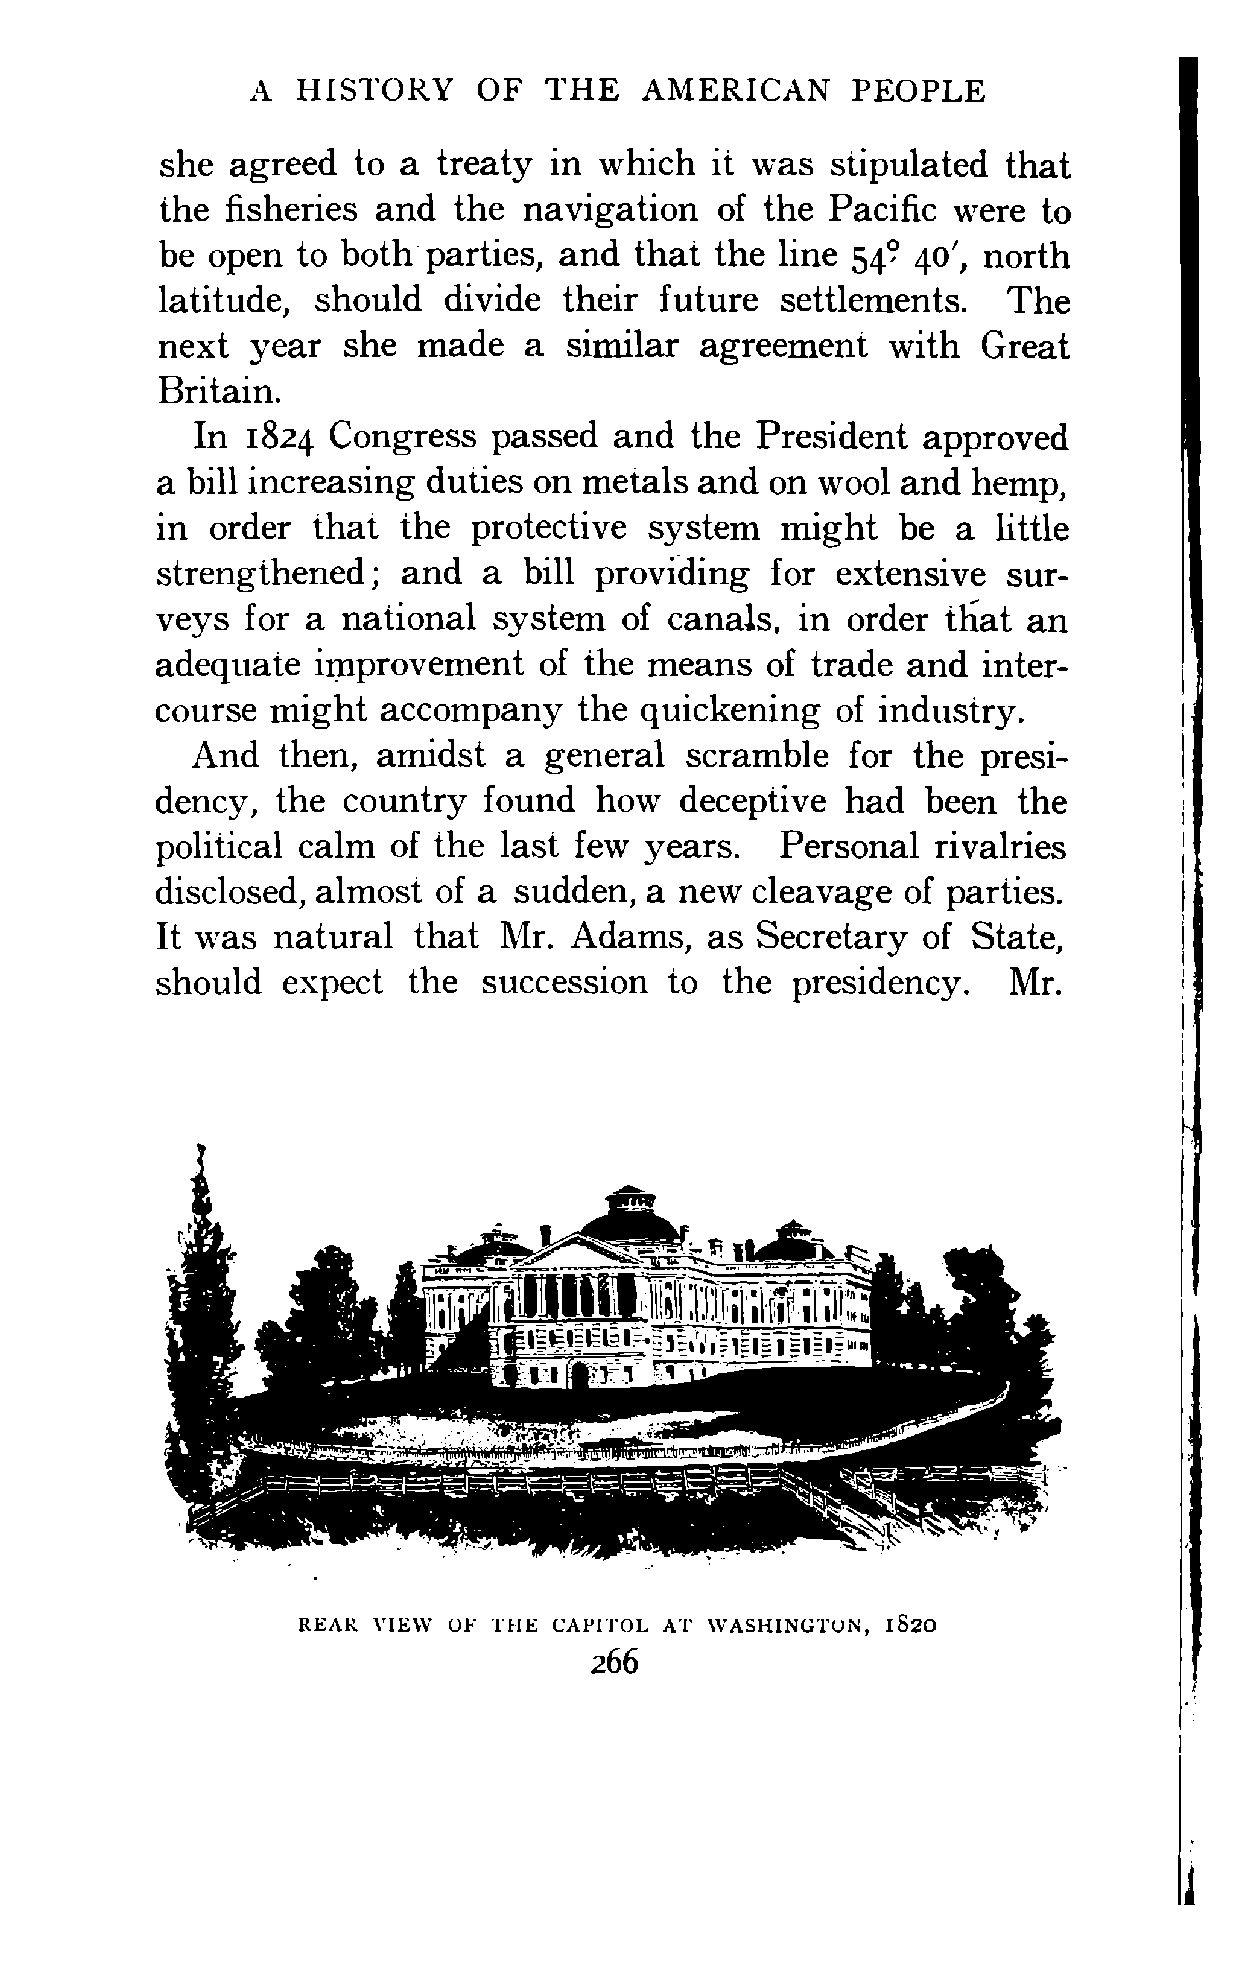 A HISTORY OF THE AMERICAN PEOPLE
she agreed to a treaty in which it was stipulated that
the fisheries and the navigation of the Pacific were to
be open to both parties, and that the line 54° 40′, north
latitude, should divide their future settlements. The
next year she made a similar agreement with Great
Britain.
In 1824 Congress passed and the President approved
a bill increasing duties on metals and on wool and hemp,
in order that the protective system might be a little
strengthened; and a bill providing for extensive sur-
veys for a national system of canals, in order that an
adequate improvement of the means of trade and inter-
course might accompany the quickening of industry.
And then, amidst a general scramble for the presi-
dency, the country found how deceptive had been the
political calm of the last few years. Personal rivalries
disclosed, almost of a sudden, a new cleavage of parties.
It was natural that Mr. Adams, as Secretary of State,
should expect the succession to the presidency. Mr.
REAR VIEW OF THE CAPITOL AT WASHINGTON, 1820
266